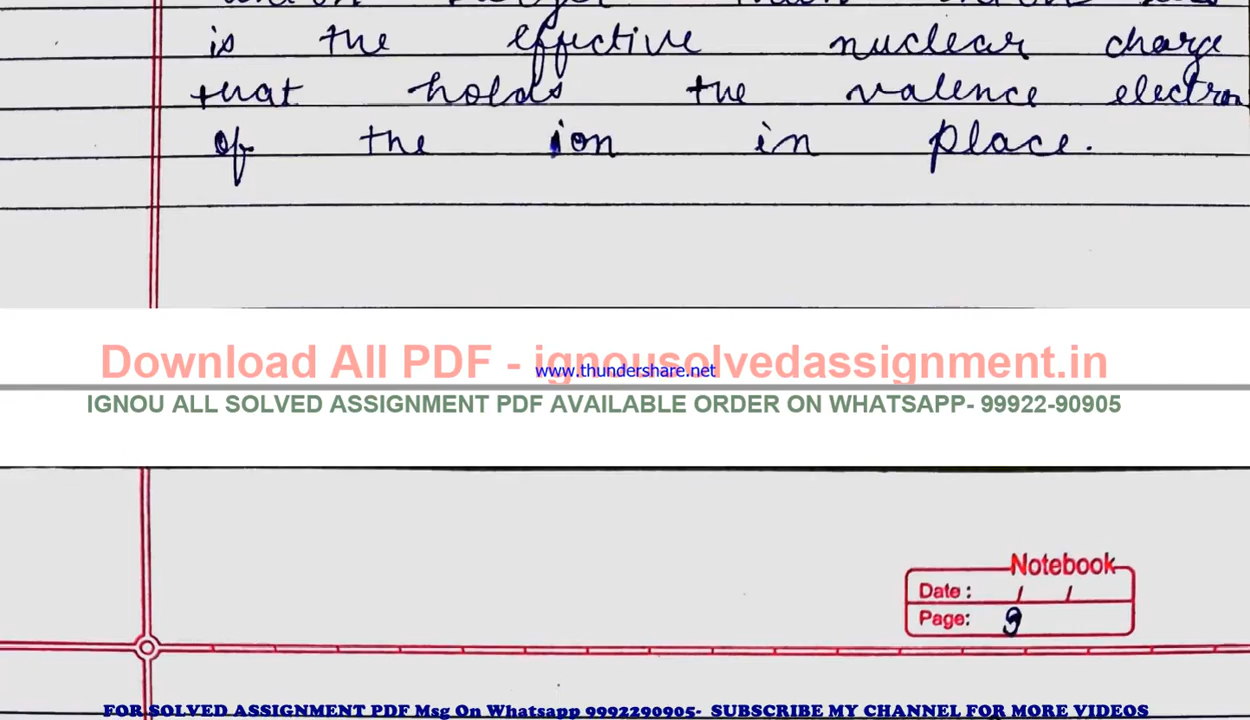 is the effective nuclear charge
that holds the valence electron
of the ion in place.
Download All PDF - ignousolvedassignment.in
www.thundershare.net
IGNOU ALL SOLVED ASSIGNMENT PDF AVAILABLE ORDER ON WHATSAPP- 99922-90905
Notebook
Date : / /
Page: 9
FOR SOLVED ASSIGNMENT PDF Msg On Whatsapp 9992290905- SUBSCRIBE MY CHANNEL FOR MORE VIDEOS